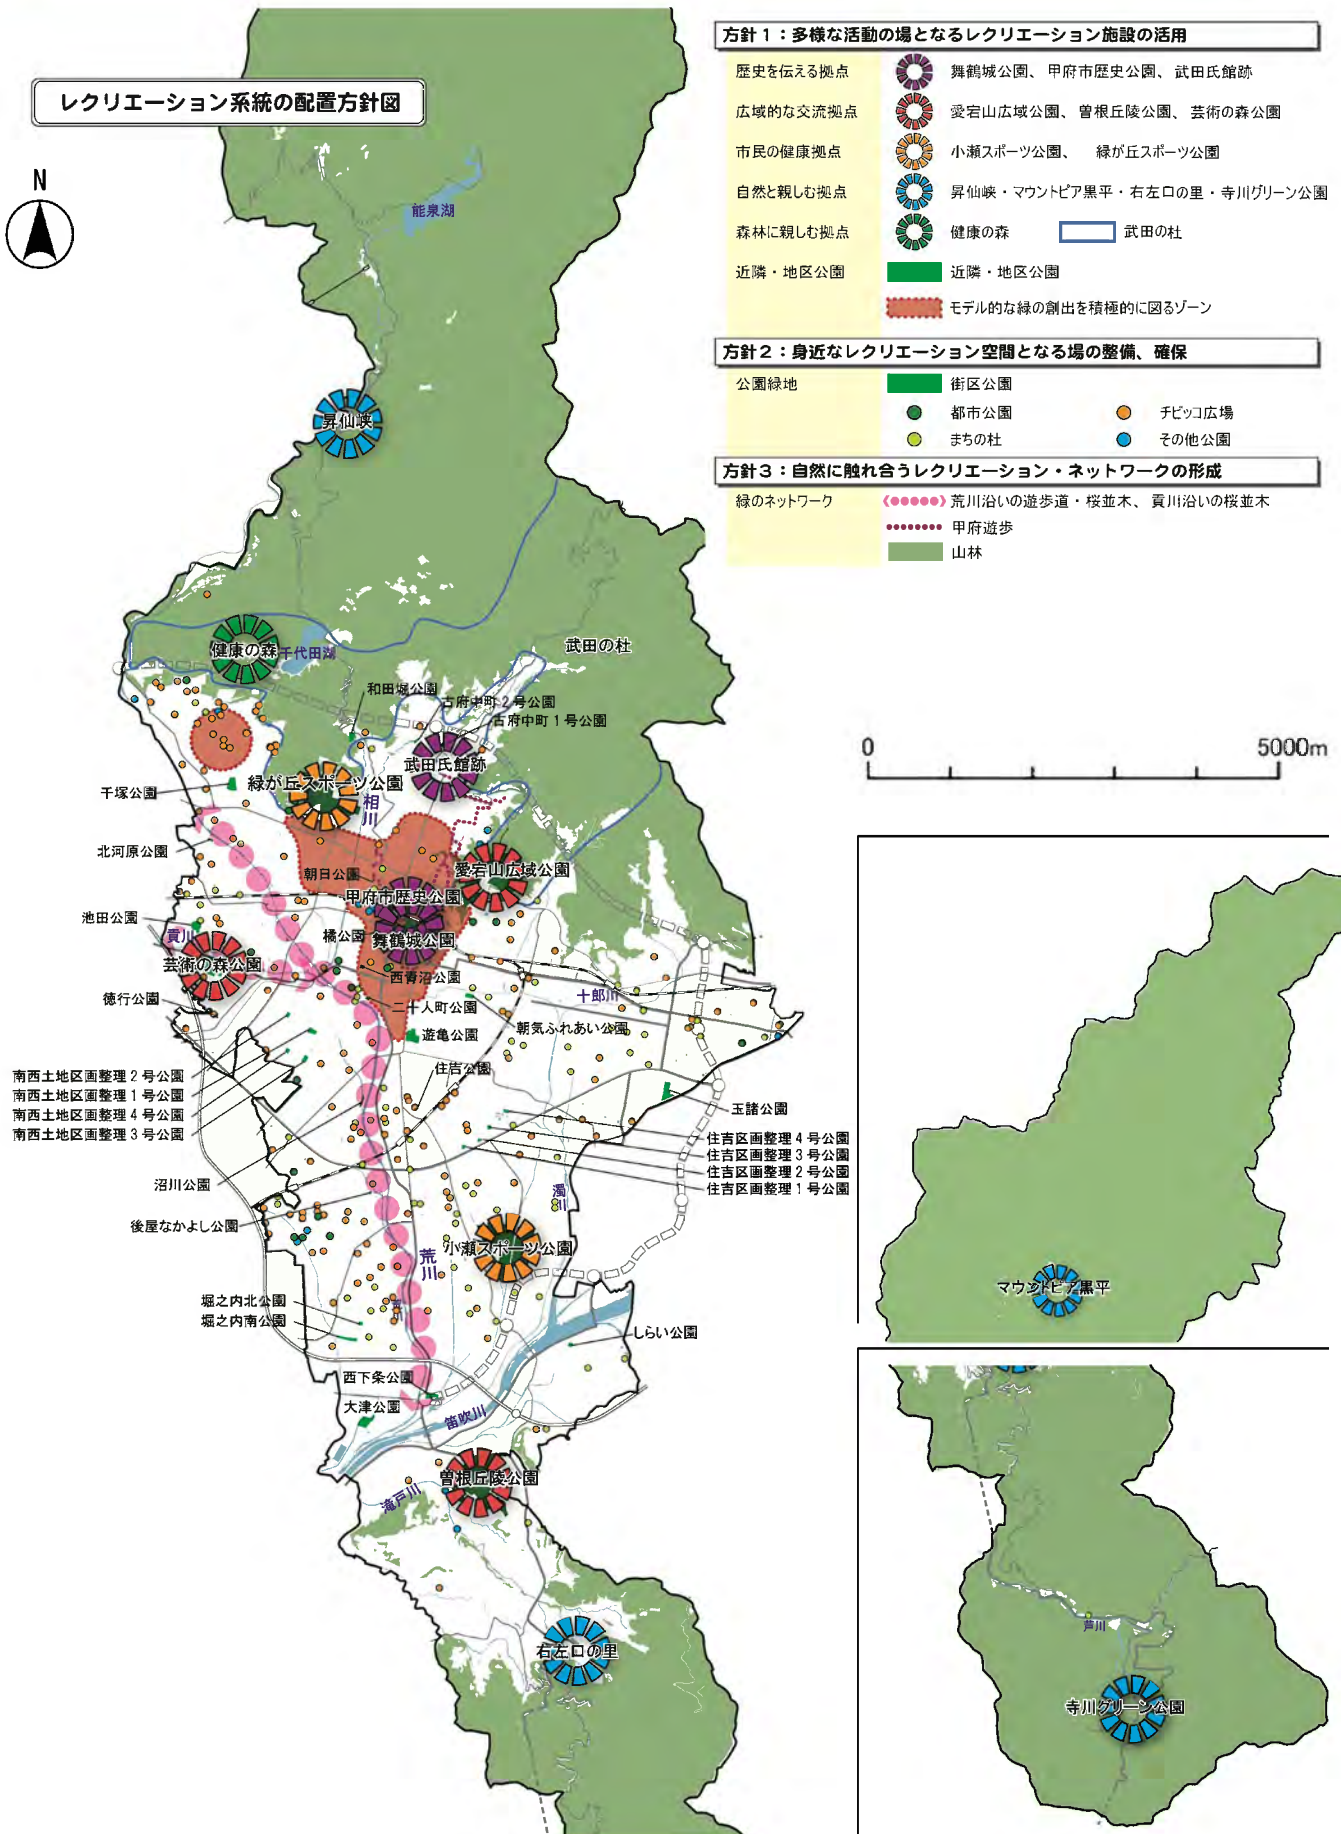 レクリエーション系統の配置方針図
N
方針1：多様な活動の場となるレクリエーション施設の活用
歴史を伝える拠点 舞鶴城公園、甲府市歴史公園、武田氏館跡
広域的な交流拠点 愛宕山広域公園、曽根丘陵公園、芸術の森公園
市民の健康拠点 小瀬スポーツ公園、 緑が丘スポーツ公園
自然と親しむ拠点 昇仙峡・マウントピア黒平・右左口の里・寺川グリーン公園
森林に親しむ拠点 健康の森 武田の杜
近隣・地区公園 近隣・地区公園
モデル的な緑の創出を積極的に図るゾーン
方針2：身近なレクリエーション空間となる場の整備、確保
公園緑地 街区公園
都市公園 チビッコ広場
まちの杜 その他公園
方針3：自然に触れ合うレクリエーション・ネットワークの形成
緑のネットワーク 荒川沿いの遊歩道・桜並木、貢川沿いの桜並木
甲府遊歩
山林
0 5000m
能泉湖
昇仙峡
健康の森
千代田湖
武田の杜
和田堀公園
古府中町2号公園
古府中町1号公園
武田氏館跡
緑が丘スポーツ公園
千塚公園
相川
北河原公園
朝日公園
愛宕山広域公園
甲府市歴史公園
池田公園
貢川
橘公園
舞鶴城公園
芸術の森公園
西青沼公園
徳行公園
二十人町公園
十郎川
朝気ふれあい公園
遊亀公園
住吉公園
南西土地区画整理2号公園
南西土地区画整理1号公園
南西土地区画整理4号公園
南西土地区画整理3号公園
玉諸公園
住吉区画整理4号公園
住吉区画整理3号公園
住吉区画整理2号公園
住吉区画整理1号公園
沼川公園
濁川
後屋なかよし公園
荒川
小瀬スポーツ公園
堀之内北公園
堀之内南公園
しらい公園
西下条公園
大津公園
笛吹川
曽根丘陵公園
滝戸川
右左口の里
マウントピア黒平
芦川
寺川グリーン公園